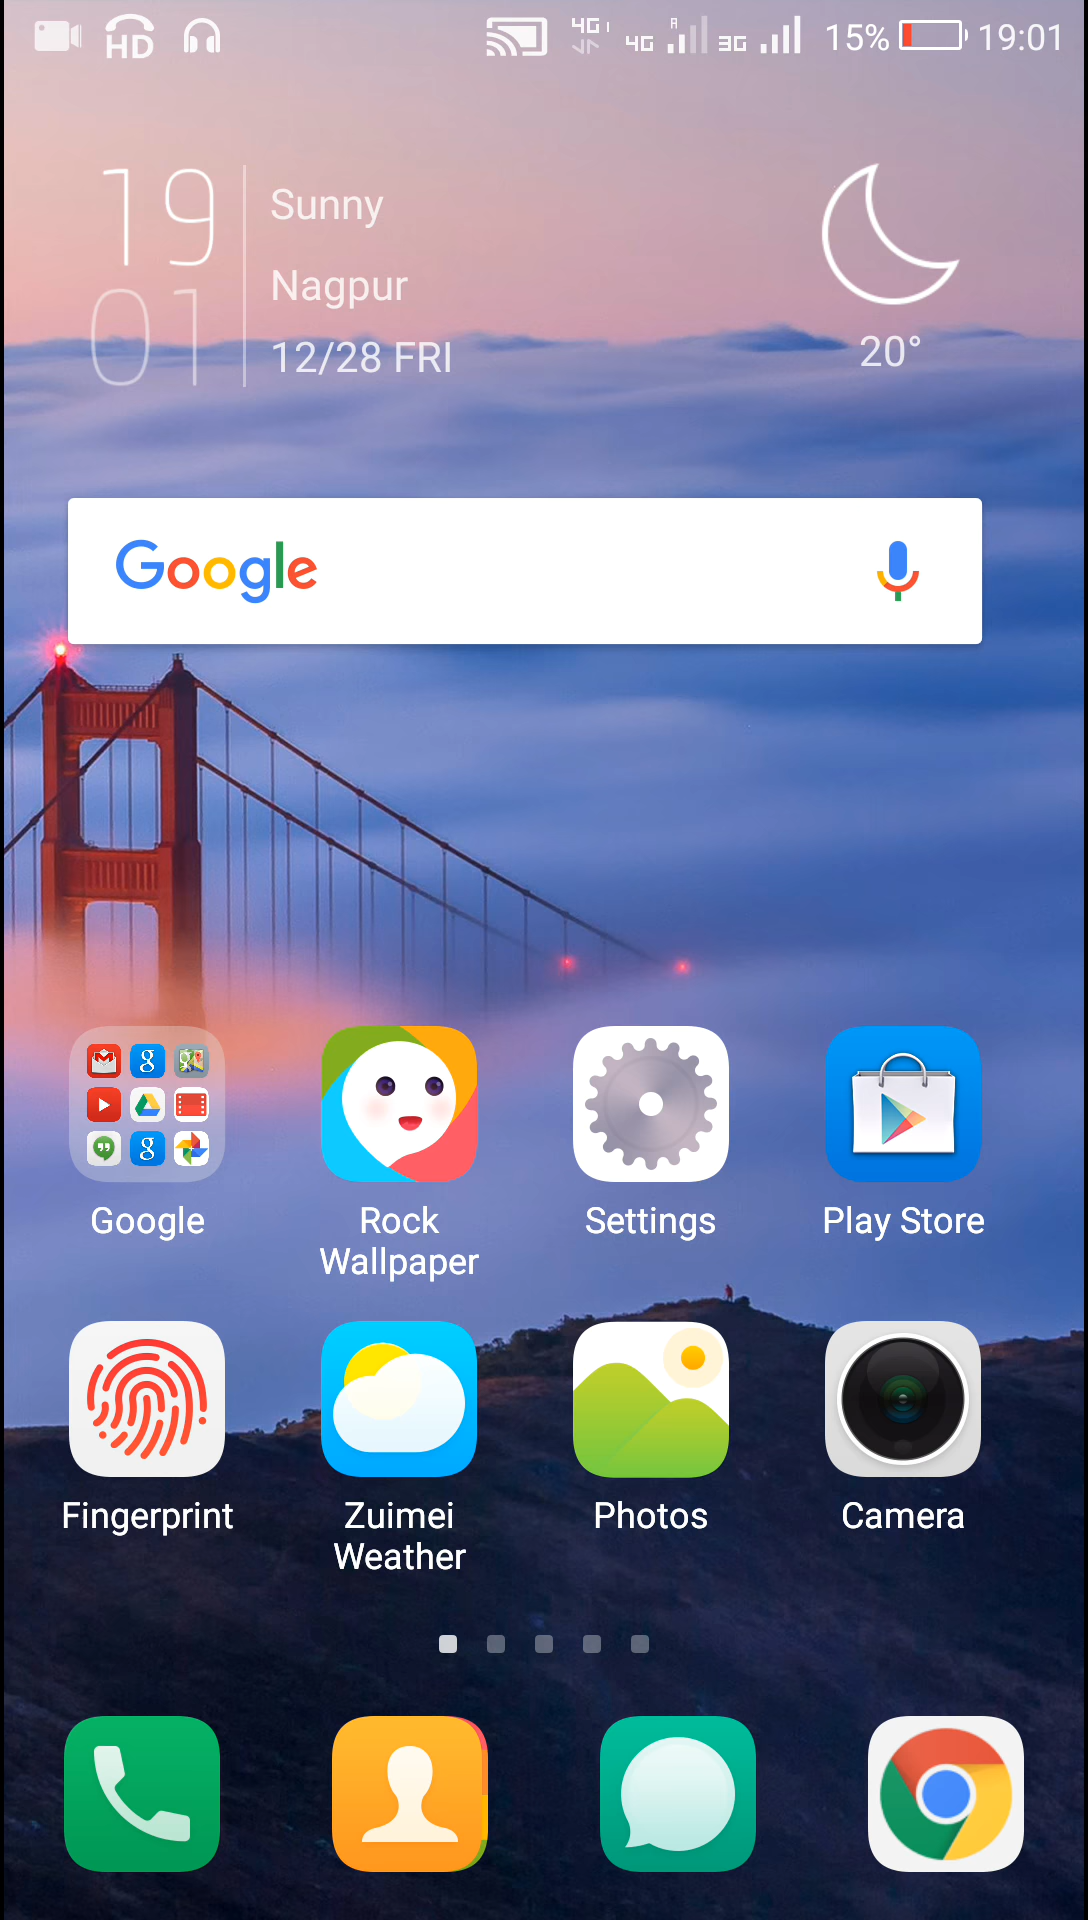 HD 4G 1 4G R 3G 15% 19:01
19
01
Sunny
Nagpur
12/28 FRI
20°
Google
Google
Rock
Wallpaper
Settings
Play Store
Fingerprint
Zuimei
Weather
Photos
Camera